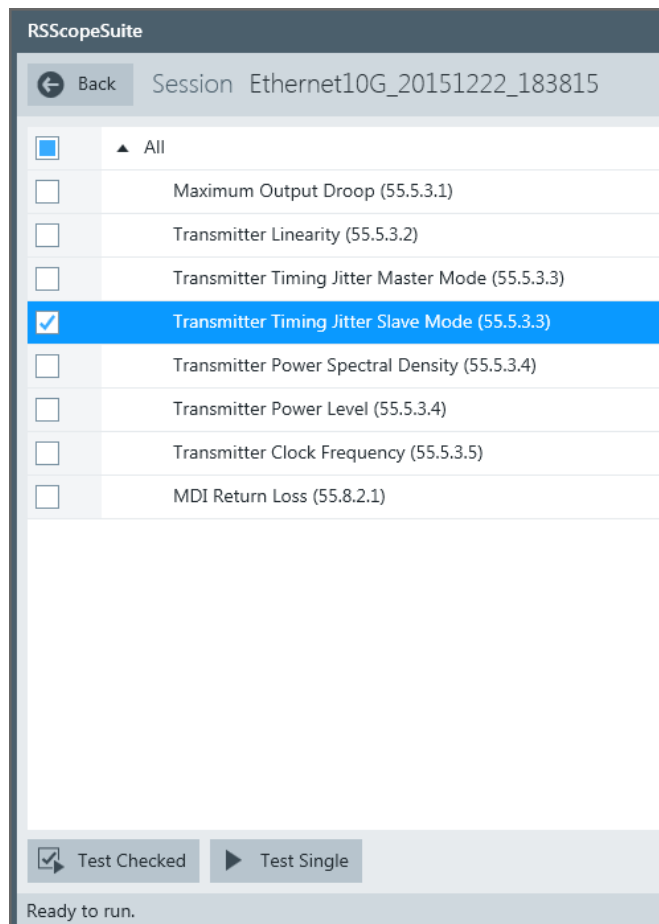 RSScopeSuite
Back Session Ethernet10G_20151222_183815
All
Maximum Output Droop (55.5.3.1)
Transmitter Linearity (55.5.3.2)
Transmitter Timing Jitter Master Mode (55.5.3.3)
Transmitter Timing Jitter Slave Mode (55.5.3.3)
Transmitter Power Spectral Density (55.5.3.4)
Transmitter Power Level (55.5.3.4)
Transmitter Clock Frequency (55.5.3.5)
MDI Return Loss (55.8.2.1)
Test Checked Test Single
Ready to run.